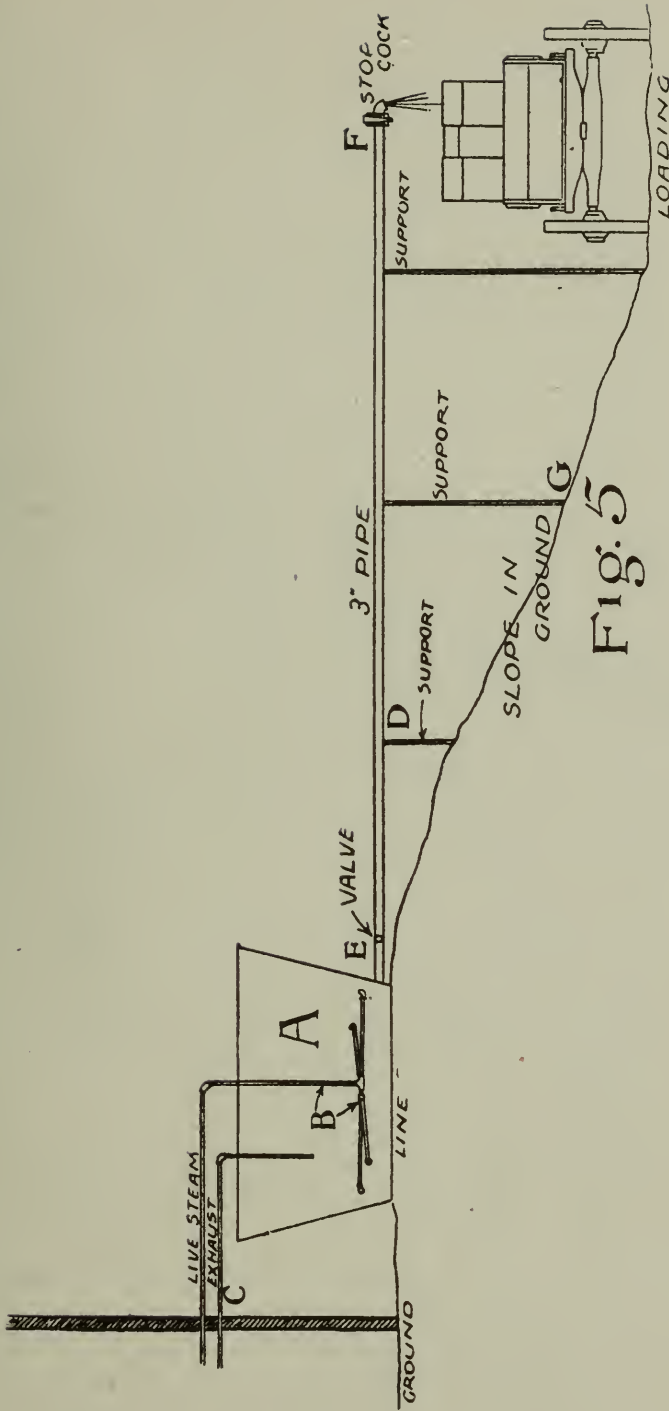 LIVE STEAM
EXHAUST
C
B
A
E
VALVE
LINE
GROUND
3" PIPE
D
SUPPORT
SUPPORT
SUPPORT
F
STOP
COCK
SLOPE IN
GROUND
G
LOADING
Fig. 5